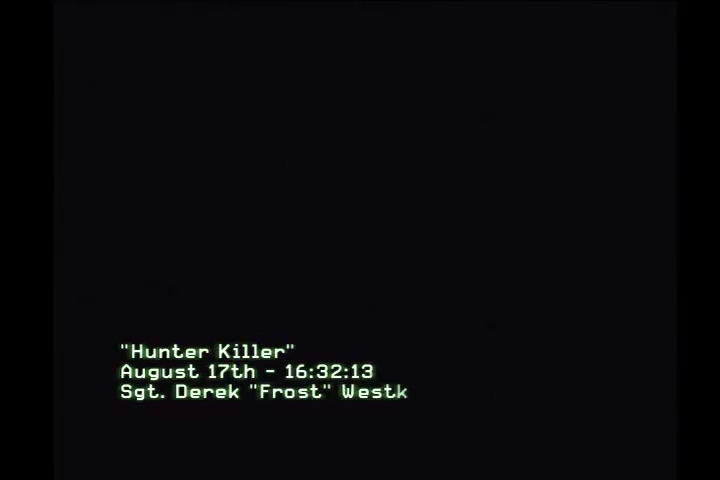 "Hunter Killer"
August 17th - 16:32:13
Sgt. Derek "Frost" Westk